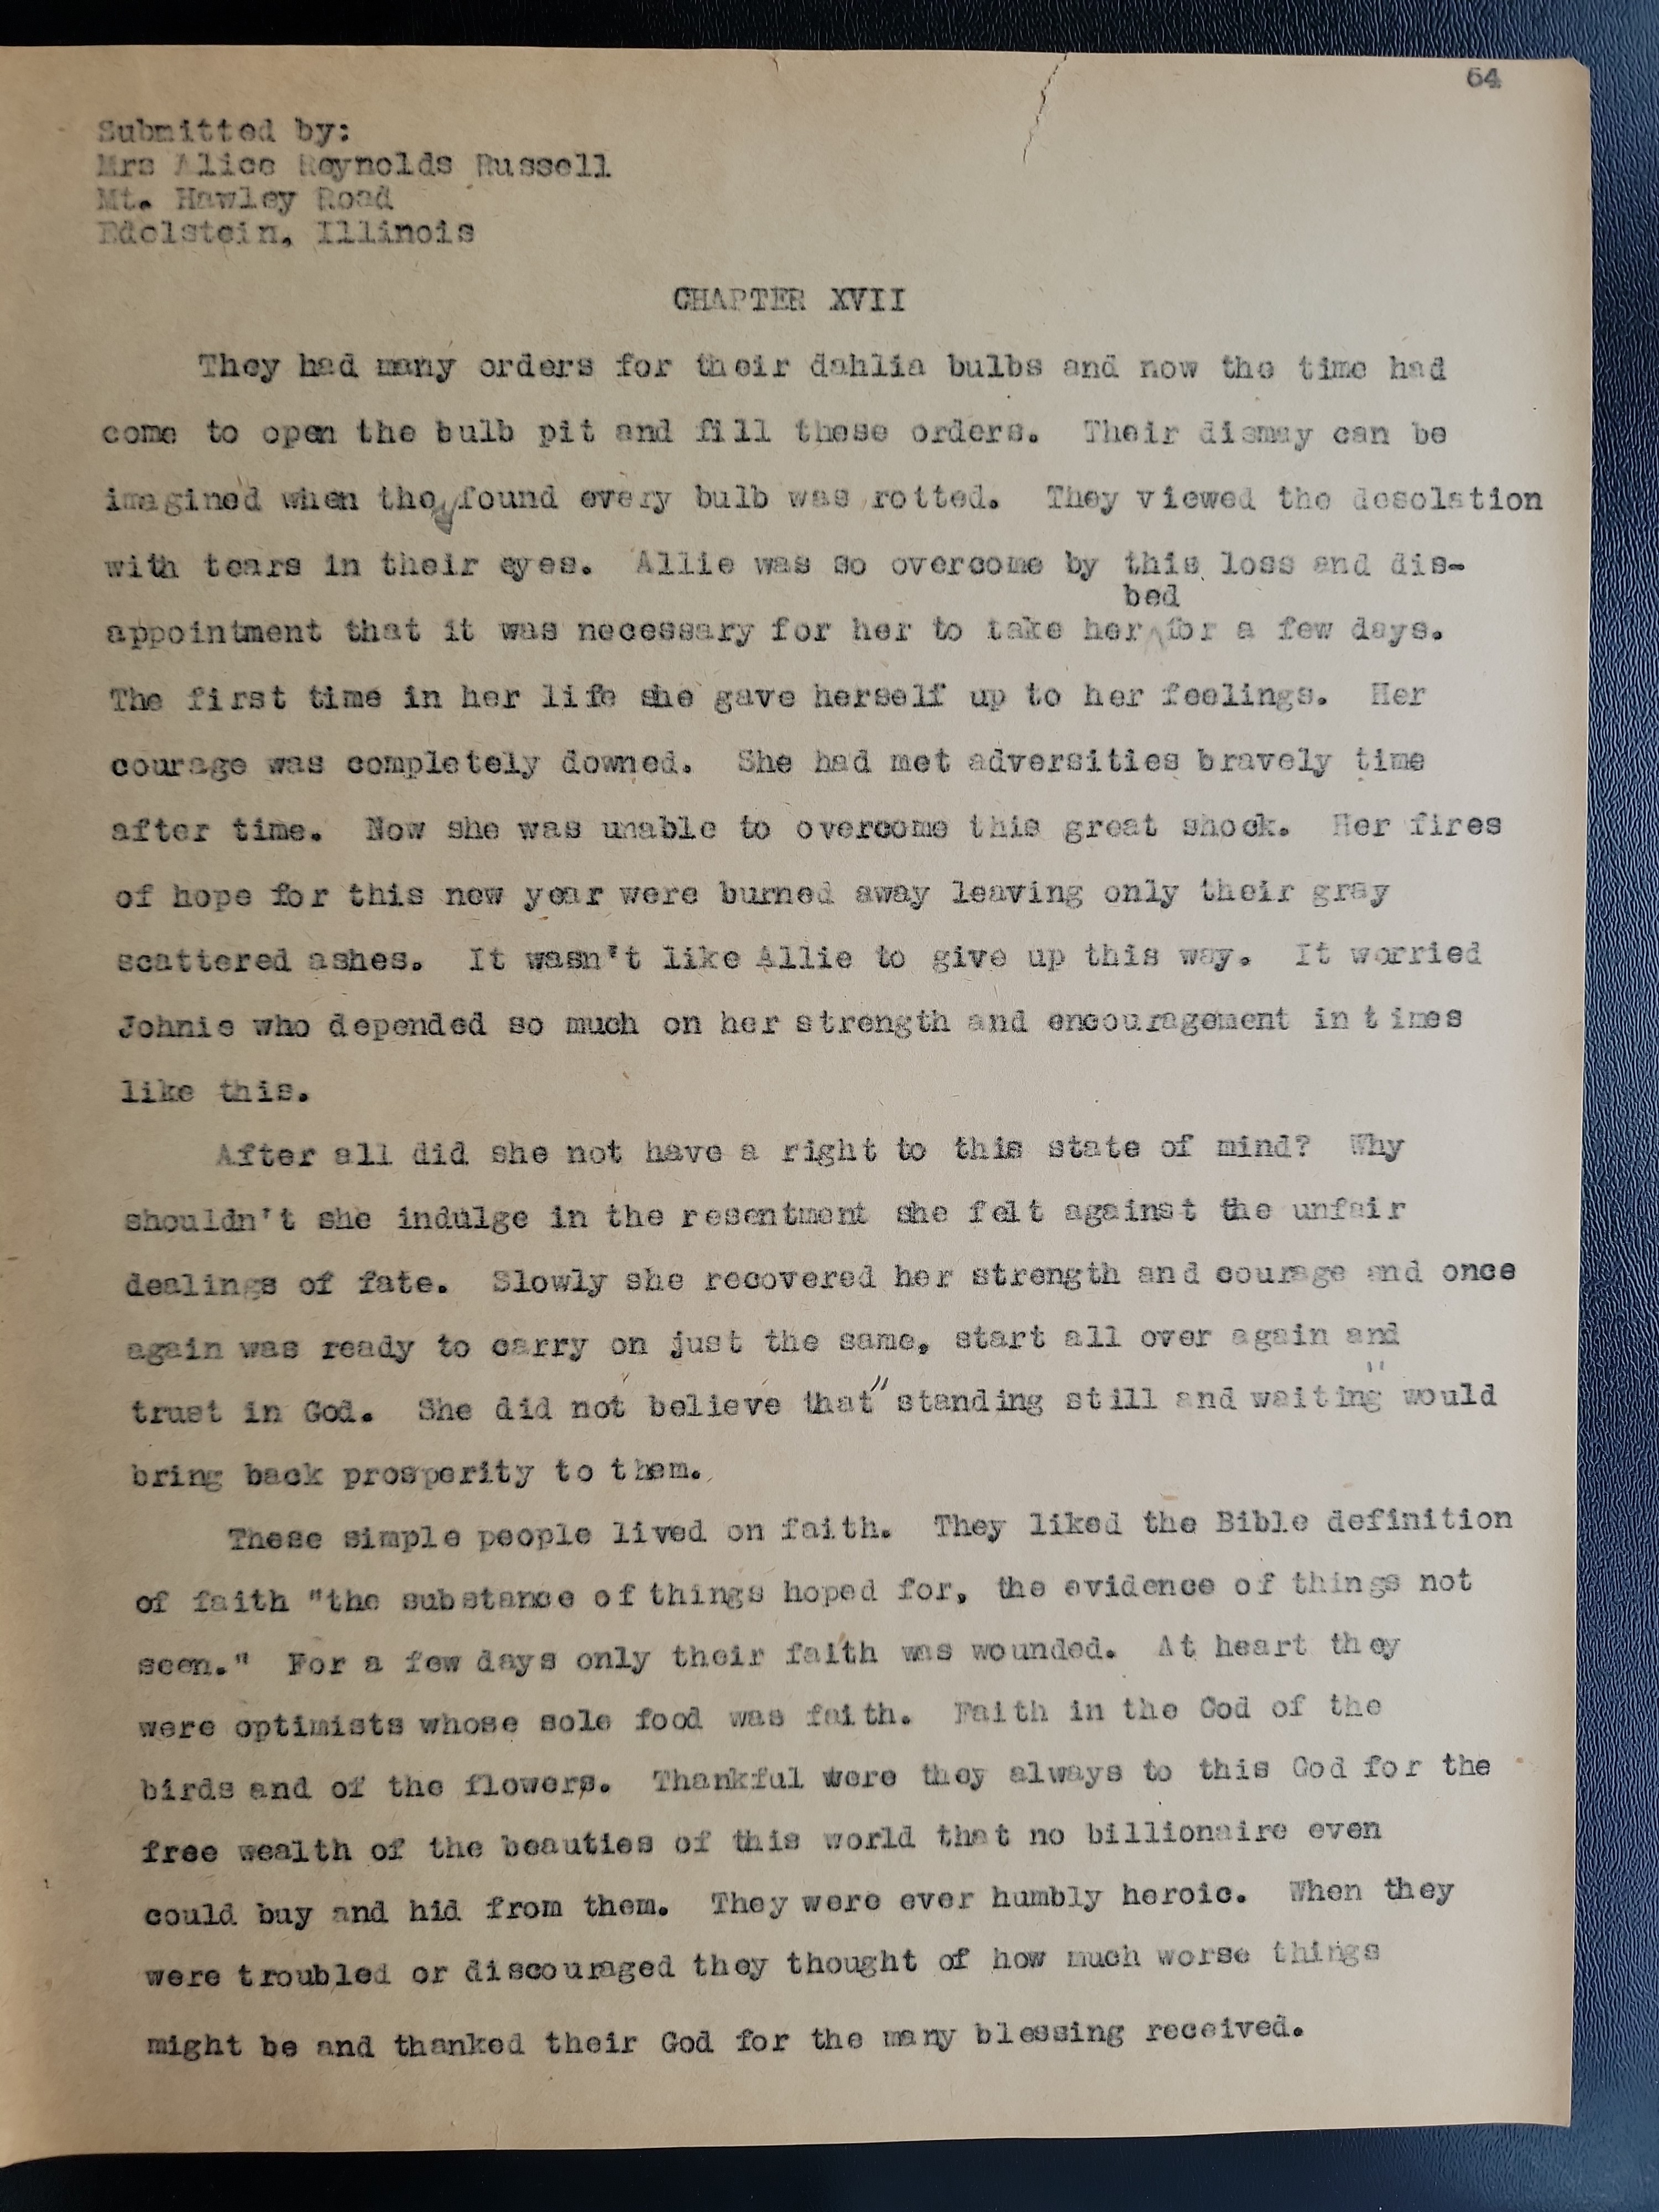 64
Submitted by:
Mrs Alice Reynolds Russell
Mt. Hawley Road
Edelstein, Illinois
CHAPTER XVII
They had many orders for their dahlia bulbs and now the time had
come to open the bulb pit and fill these orders. Their dismay can be
imagined when they found every bulb was rotted. They viewed the desolation
with tears in their eyes. Allie was so overcome by this loss and dis-
bed
appointment that it was necessary for her to take her ^ for a few days.
The first time in her life she gave herself up to her feelings. Her
courage was completely downed. She had met adversities bravely time
after time. Now she was unable to overcome this great shock. Her fires
of hope for this new year were burned away leaving only their gray
scattered ashes. It wasn't like Allie to give up this way. It worried
Johnie who depended so much on her strength and encouragement in times
like this.
After all did she not have a right to this state of mind? Why
shouldn't she indulge in the resentment she felt against the unfair
dealings of fate. Slowly she recovered her strength and courage and once
again was ready to carry on just the same, start all over again and
trust in God. She did not believe that "standing still and waiting" would
bring back prosperity to them.
These simple people lived on faith. They liked the Bible definition
of faith "the substance of things hoped for, the evidence of things not
seen." For a few days only their faith was wounded. At heart they
were optimists whose sole food was faith. Faith in the God of the
birds and of the flowers. Thankful were they always to this God for the
free wealth of the beauties of this world that no billionaire even
could buy and hid from them. They were ever humbly heroic. When they
were troubled or discouraged they thought of how much worse things
might be and thanked their God for the many blessing received.